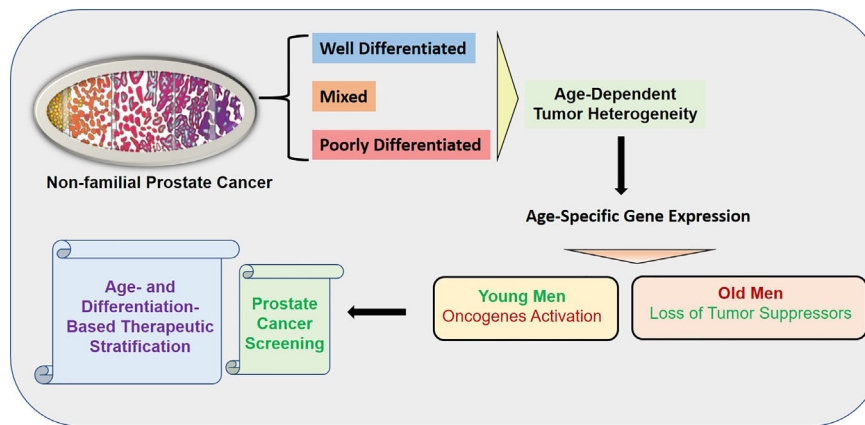 Non-familial Prostate Cancer
Well Differentiated
Mixed
Poorly Differentiated
Age-Dependent
Tumor Heterogeneity
Age-Specific Gene Expression
Young Men
Oncogenes Activation
Old Men
Loss of Tumor Suppressors
Prostate
Cancer
Screening
Age- and
Differentiation-
Based Therapeutic
Stratification